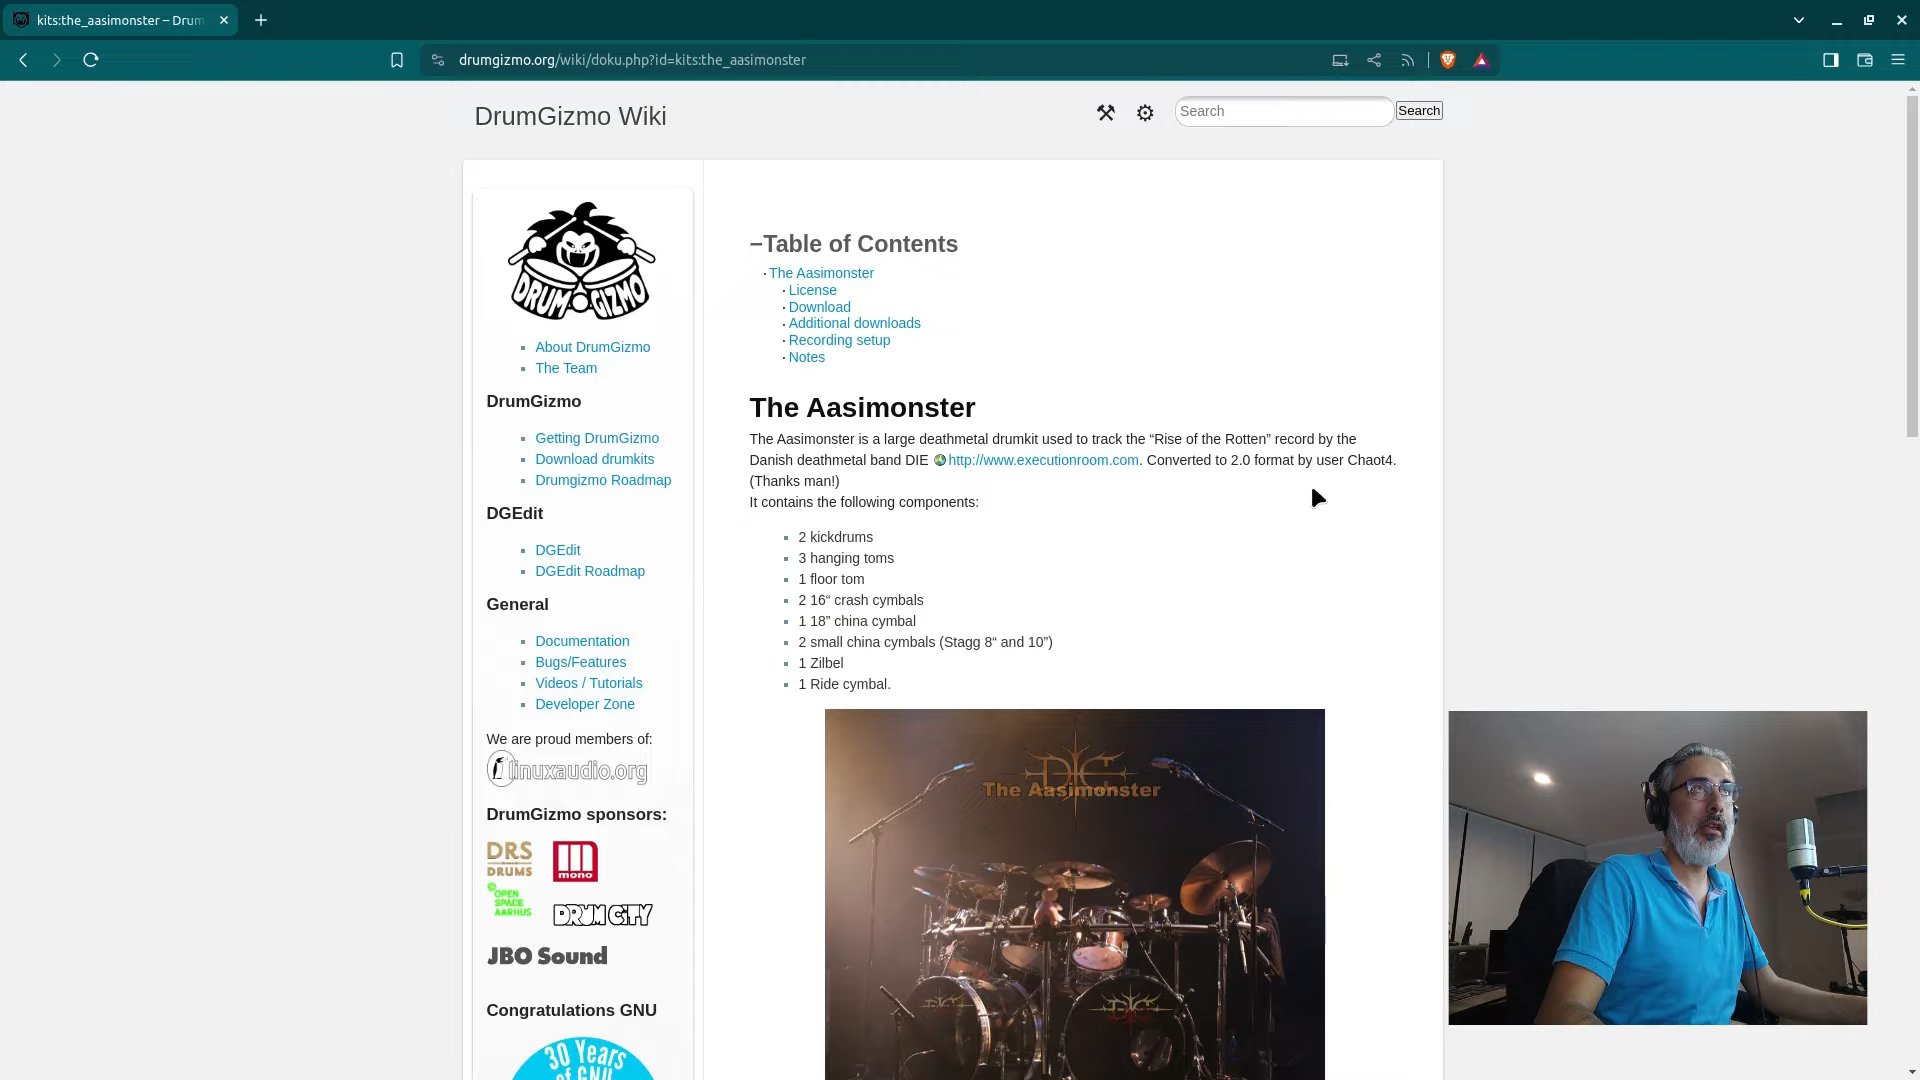 kits:the_aasimonster – Drum
drumgizmo.org/wiki/doku.php?id=kits:the_aasimonster
DrumGizmo Wiki
Search
Search
DRUM GIZMO
About DrumGizmo
The Team
DrumGizmo
Getting DrumGizmo
Download drumkits
Drumgizmo Roadmap
DGEdit
DGEdit
DGEdit Roadmap
General
Documentation
Bugs/Features
Videos / Tutorials
Developer Zone
We are proud members of:
linuxaudio.org
DrumGizmo sponsors:
DRS
DRUMS
mono
OPEN
SPACE
AARHUS
DRUM CITY
JBO Sound
Congratulations GNU
30 Years
of GNU
−Table of Contents
The Aasimonster
License
Download
Additional downloads
Recording setup
Notes
The Aasimonster
The Aasimonster is a large deathmetal drumkit used to track the “Rise of the Rotten” record by the
Danish deathmetal band DIE http://www.executionroom.com. Converted to 2.0 format by user Chaot4.
(Thanks man!)
It contains the following components:
2 kickdrums
3 hanging toms
1 floor tom
2 16“ crash cymbals
1 18” china cymbal
2 small china cymbals (Stagg 8“ and 10”)
1 Zilbel
1 Ride cymbal.
DIE
The Aasimonster